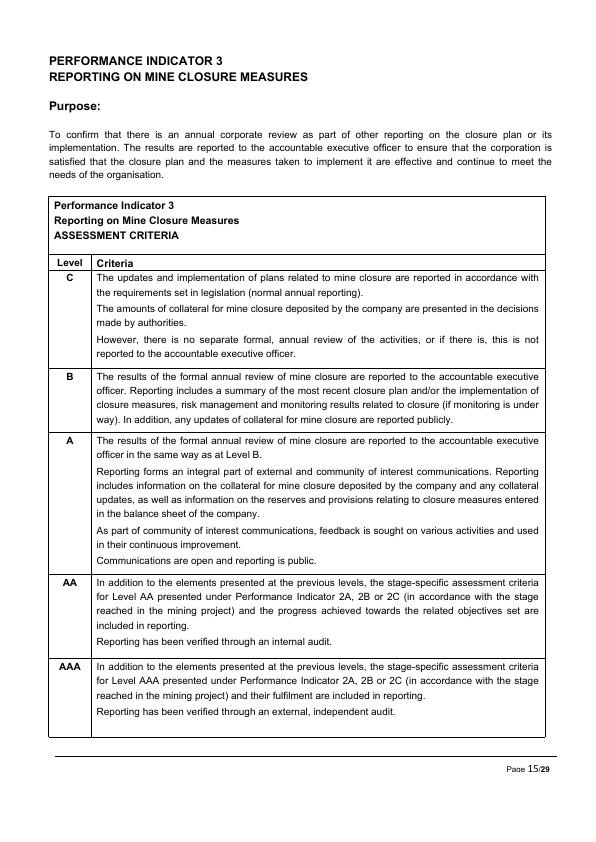 PERFORMANCE INDICATOR 3
REPORTING ON MINE CLOSURE MEASURES
Purpose:
To confirm that there is an annual corporate review as part of other reporting on the closure plan or its
implementation. The results are reported to the accountable executive officer to ensure that the corporation is
satisfied that the closure plan and the measures taken to implement it are effective and continue to meet the
needs of the organisation.
Performance Indicator 3
Reporting on Mine Closure Measures
ASSESSMENT CRITERIA
Level Criteria
C The updates and implementation of plans related to mine closure are reported in accordance with
the requirements set in legislation (normal annual reporting).
The amounts of collateral for mine closure deposited by the company are presented in the decisions
made by authorities.
However, there is no separate formal, annual review of the activities, or if there is, this is not
reported to the accountable executive officer.
B The results of the formal annual review of mine closure are reported to the accountable executive
officer. Reporting includes a summary of the most recent closure plan and/or the implementation of
closure measures, risk management and monitoring results related to closure (if monitoring is under
way). In addition, any updates of collateral for mine closure are reported publicly.
A The results of the formal annual review of mine closure are reported to the accountable executive
officer in the same way as at Level B.
Reporting forms an integral part of external and community of interest communications. Reporting
includes information on the collateral for mine closure deposited by the company and any collateral
updates, as well as information on the reserves and provisions relating to closure measures entered
in the balance sheet of the company.
As part of community of interest communications, feedback is sought on various activities and used
in their continuous improvement.
Communications are open and reporting is public.
AA In addition to the elements presented at the previous levels, the stage-specific assessment criteria
for Level AA presented under Performance Indicator 2A, 2B or 2C (in accordance with the stage
reached in the mining project) and the progress achieved towards the related objectives set are
included in reporting.
Reporting has been verified through an internal audit.
AAA In addition to the elements presented at the previous levels, the stage-specific assessment criteria
for Level AAA presented under Performance Indicator 2A, 2B or 2C (in accordance with the stage
reached in the mining project) and their fulfilment are included in reporting.
Reporting has been verified through an external, independent audit.
Page 15/29